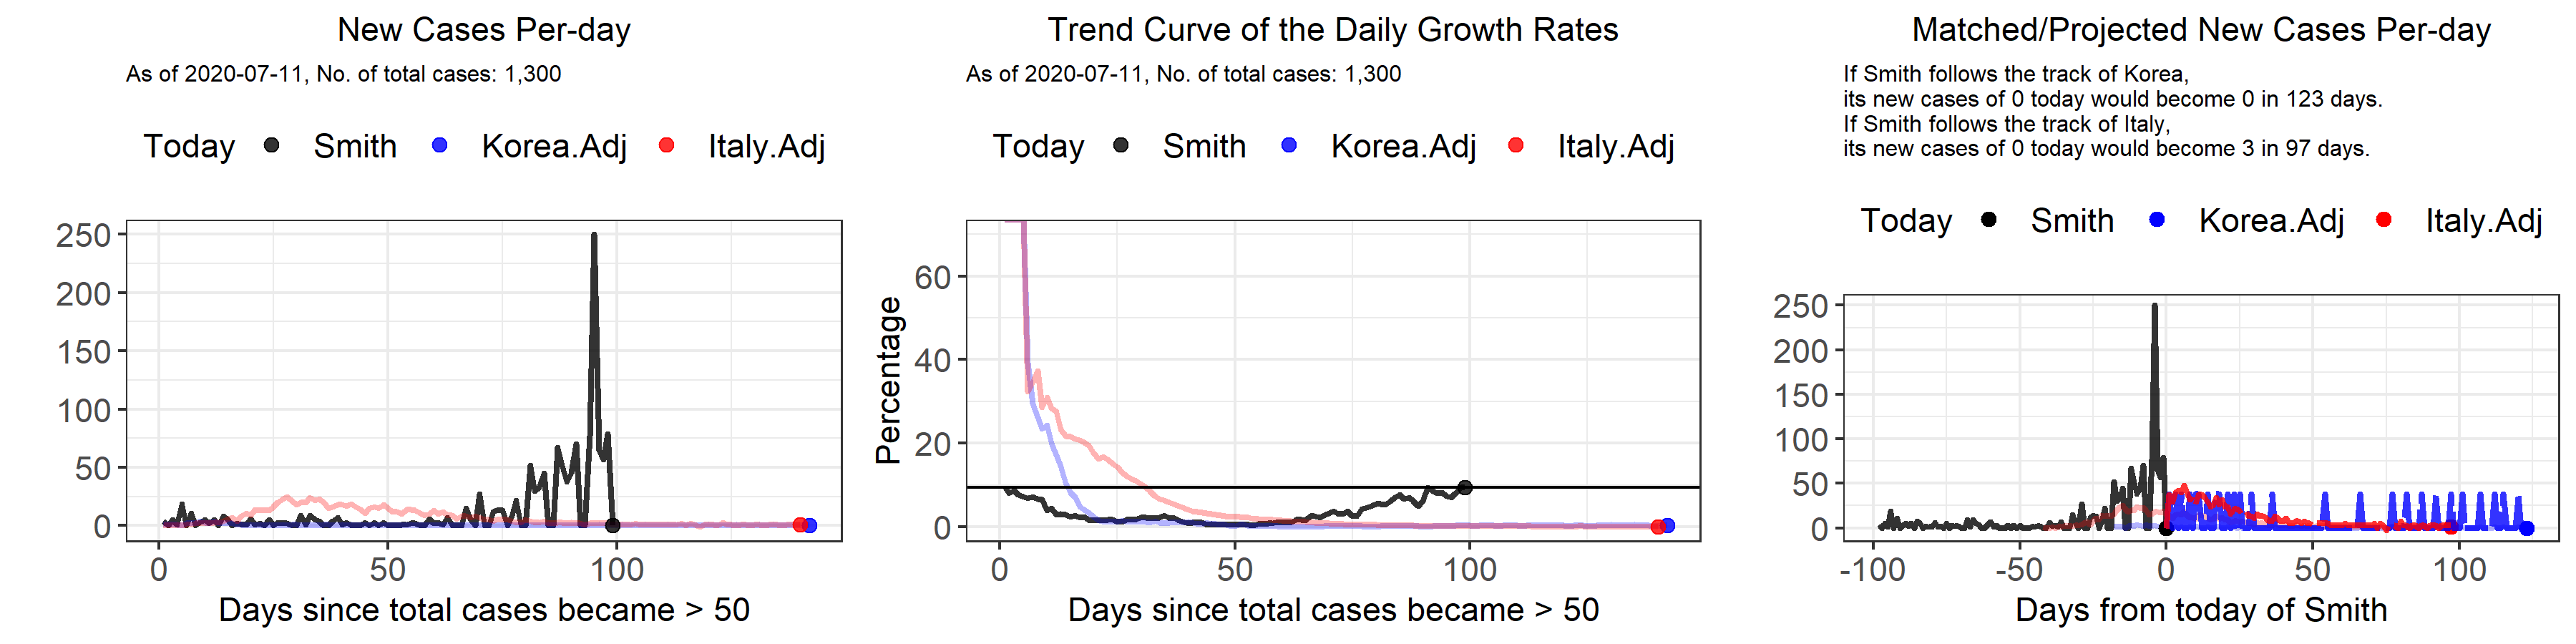 New Cases Per-day
As of 2020-07-11, No. of total cases: 1,300
Today Smith Korea.Adj Italy.Adj
250
200
150
100
50
0
0 50 100
Days since total cases became > 50
Trend Curve of the Daily Growth Rates
As of 2020-07-11, No. of total cases: 1,300
Today Smith Korea.Adj Italy.Adj
Percentage
60
40
20
0
0 50 100
Days since total cases became > 50
Matched/Projected New Cases Per-day
If Smith follows the track of Korea,
its new cases of 0 today would become 0 in 123 days.
If Smith follows the track of Italy,
its new cases of 0 today would become 3 in 97 days.
Today Smith Korea.Adj Italy.Adj
250
200
150
100
50
0
-100 -50 0 50 100
Days from today of Smith